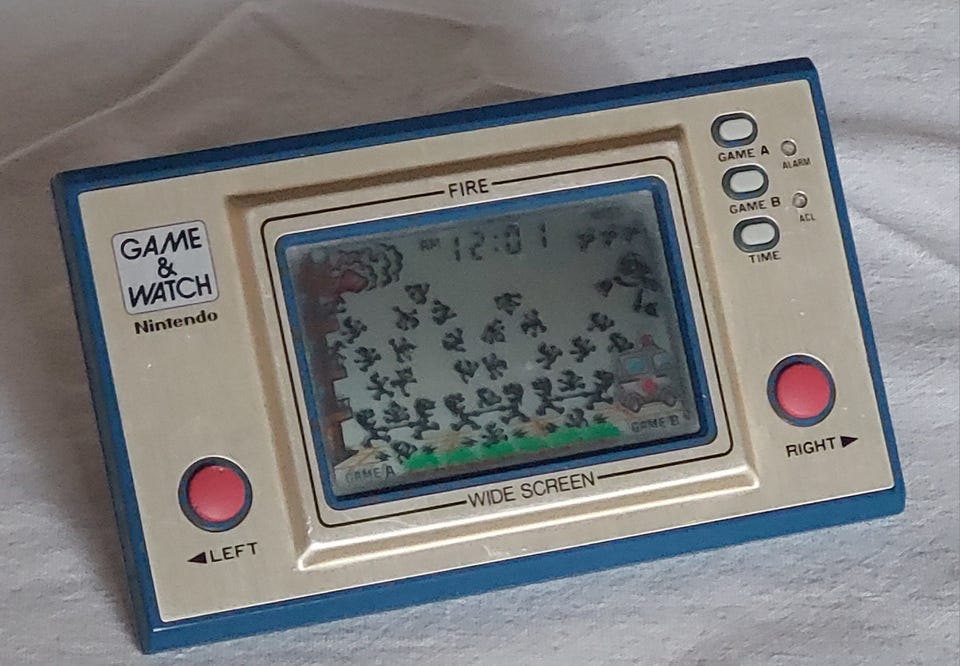 FIRE
GAME
&
WATCH
Nintendo
AM 12:01
GAME A
ALARM
GAME B
ACL
TIME
GAME A
GAME B
WIDE SCREEN
◀LEFT
RIGHT▶